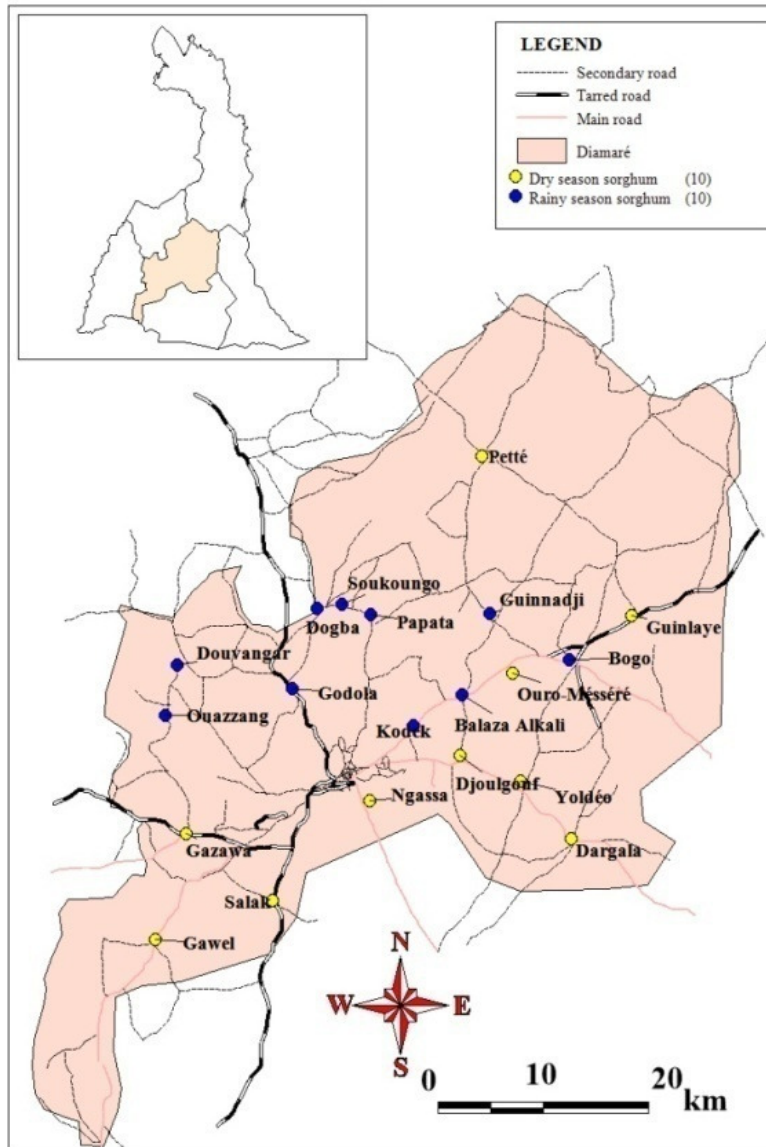 LEGEND
Secondary road
Tarred road
Main road
Diamaré
Dry season sorghum (10)
Rainy season sorghum (10)
Petté
Soukoungo
Guinnadji
Dogba
Papata
Guinlaye
Douvangar
Bogo
Godola
Ouro-Mésséré
Ouazzang
Kodek
Balaza Alkali
Djoulgouf
Ngassa
Yoldéo
Gazawa
Dargala
Salak
Gawel
N
W E
S
0 10 20
km